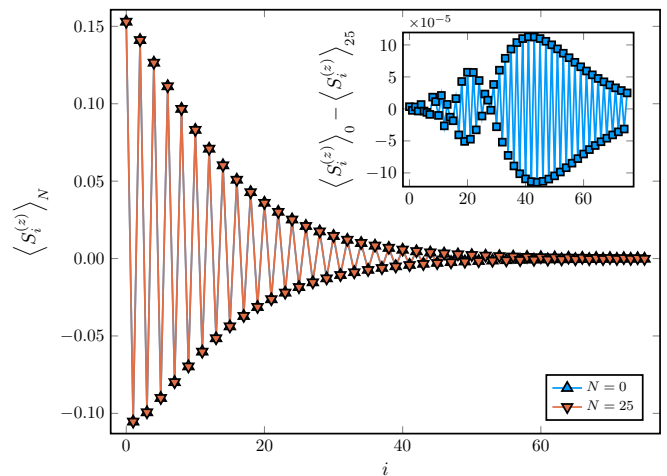 0.15
0.10
0.05
0.00
−0.05
−0.10
⟨S_i^{(z)}⟩_N
0 20 40 60
i
×10⁻⁵
10
5
0
−5
−10
⟨S_i^{(z)}⟩_0 − ⟨S_i^{(z)}⟩_25
0 20 40 60
N = 0
N = 25